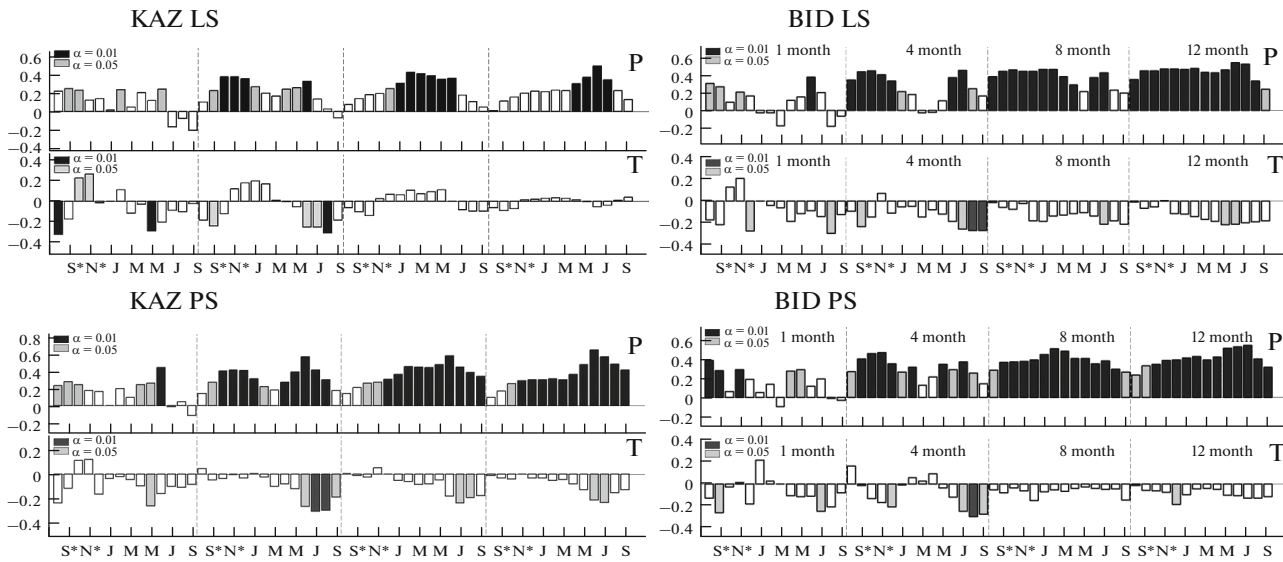 KAZ LS
0.6
0.4
0.2
0
−0.2
−0.4
α = 0.01
α = 0.05
P
0.4
0.2
0
−0.2
−0.4
α = 0.01
α = 0.05
T
S* N* J M M J S S* N* J M M J S S* N* J M M J S S* N* J M M J S
BID LS
0.6
0.4
0.2
0
−0.2
α = 0.01
α = 0.05
1 month
4 month
8 month
12 month
P
0.4
0.2
0
−0.2
−0.4
α = 0.01
α = 0.05
1 month
4 month
8 month
12 month
T
S* N* J M M J S S* N* J M M J S S* N* J M M J S S* N* J M M J S
KAZ PS
0.8
0.6
0.4
0.2
0
−0.2
α = 0.01
α = 0.05
P
0.2
0
−0.2
−0.4
α = 0.01
α = 0.05
T
S* N* J M M J S S* N* J M M J S S* N* J M M J S S* N* J M M J S
BID PS
0.6
0.4
0.2
0
−0.2
α = 0.01
α = 0.05
1 month
4 month
8 month
12 month
P
0.4
0.2
0
−0.2
−0.4
α = 0.01
α = 0.05
1 month
4 month
8 month
12 month
T
S* N* J M M J S S* N* J M M J S S* N* J M M J S S* N* J M M J S